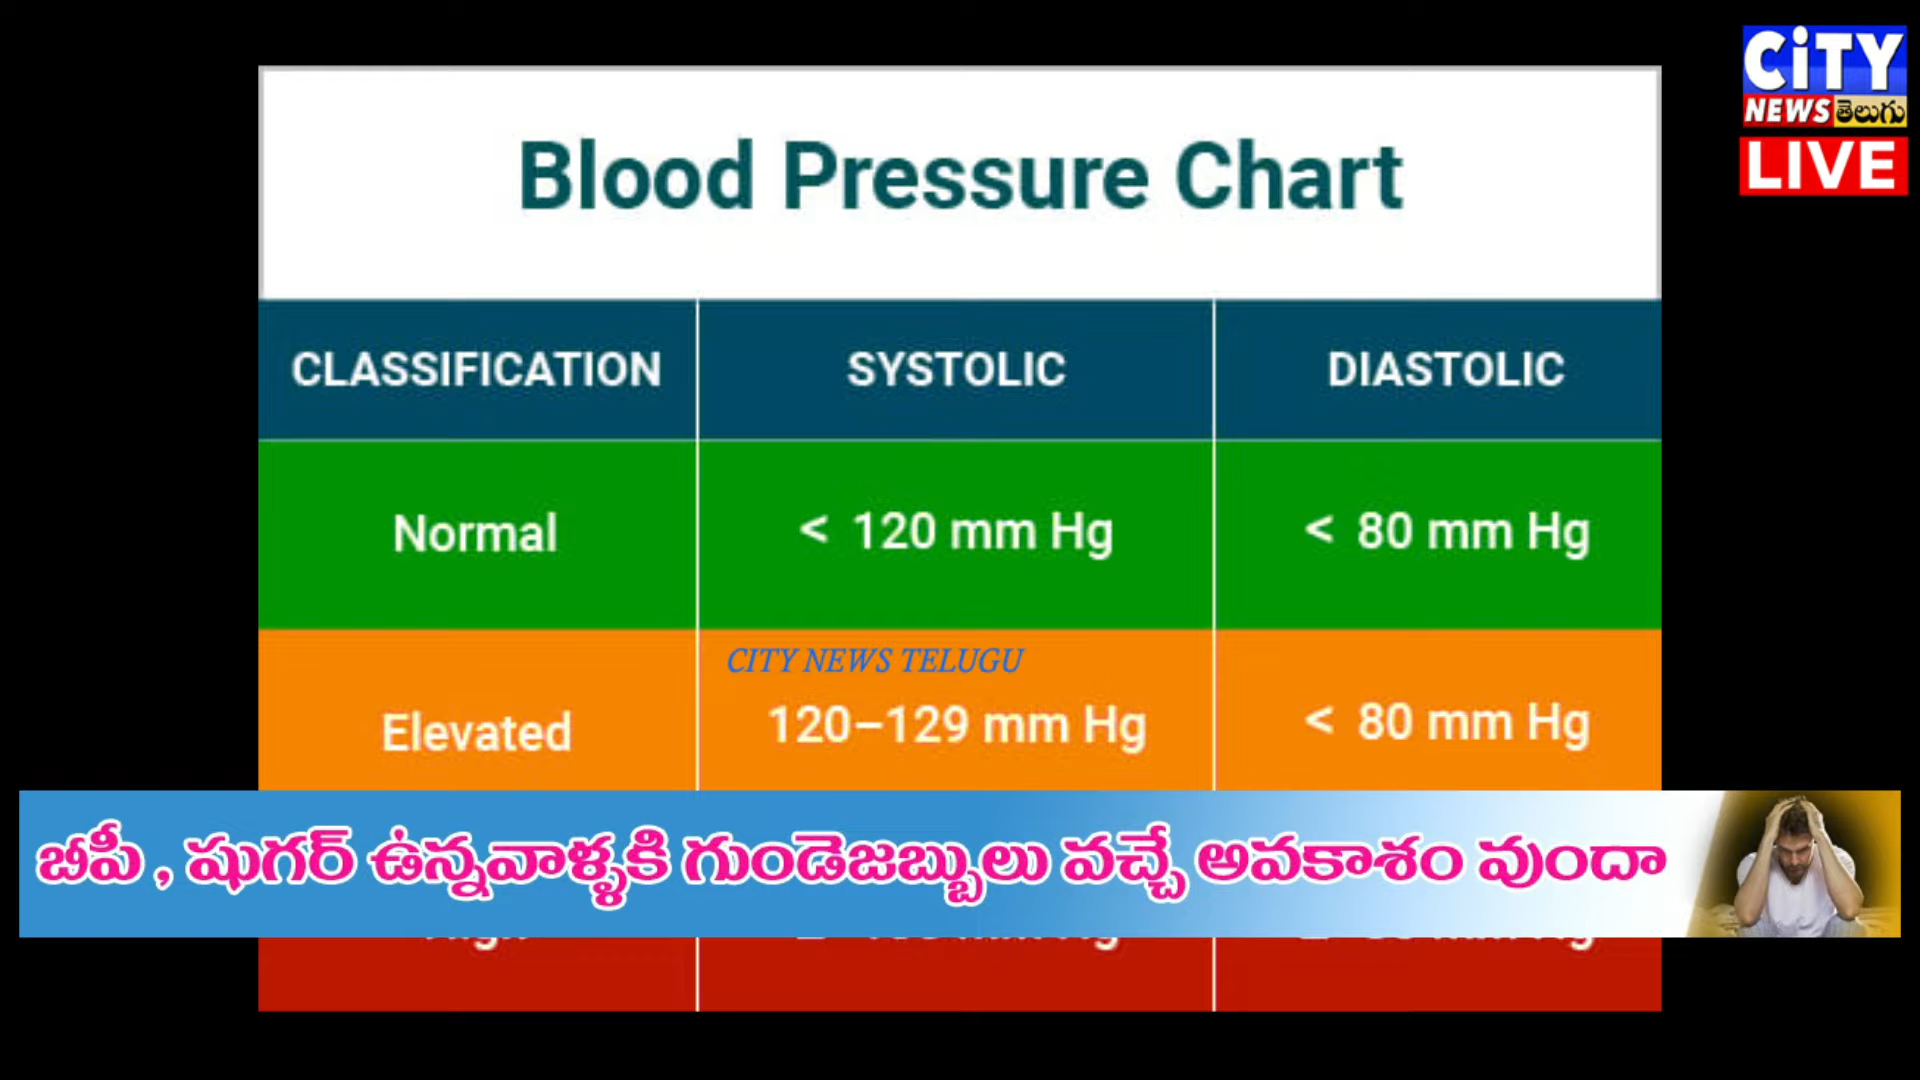 CiTY
NEWS తెలుగు
LIVE
Blood Pressure Chart
CLASSIFICATION SYSTOLIC DIASTOLIC
Normal < 120 mm Hg < 80 mm Hg
CITY NEWS TELUGU
Elevated 120–129 mm Hg < 80 mm Hg
బీపీ , షుగర్ ఉన్నవాళ్ళకి గుండెజబ్బులు వచ్చే అవకాశం వుందా